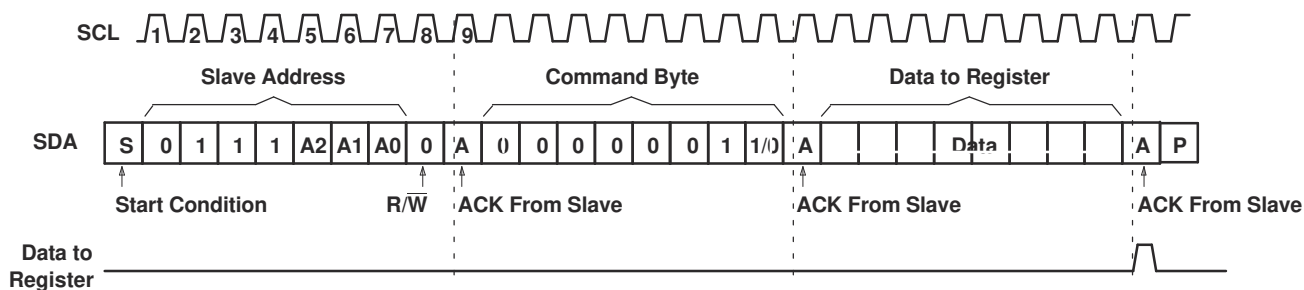 SCL 1 2 3 4 5 6 7 8 9
Slave Address Command Byte Data to Register
SDA S 0 1 1 1 A2 A1 A0 0 A 0 0 0 0 0 0 1 1/0 A Data A P
Start Condition R/W ACK From Slave ACK From Slave ACK From Slave
Data to
Register